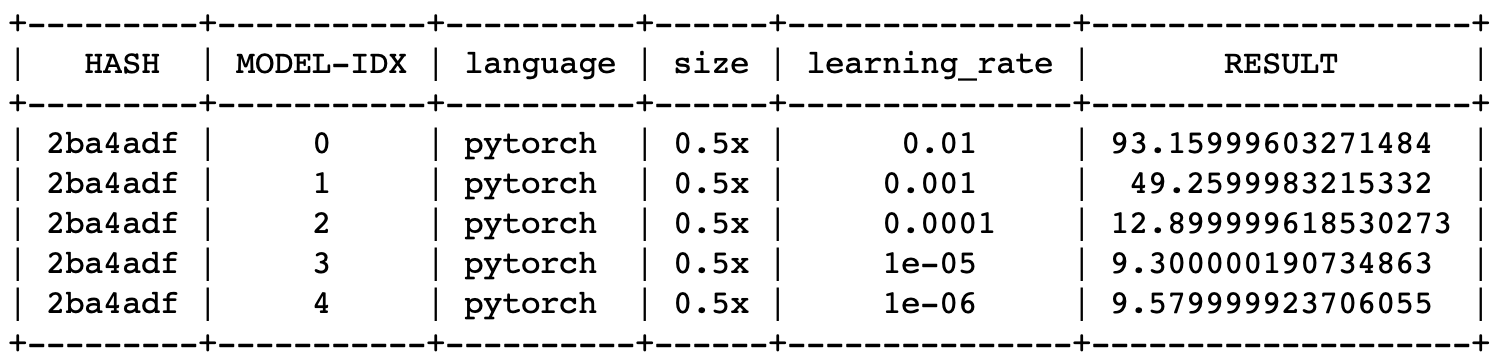 +---------+-----------+----------+------+---------------+--------------------+
|   HASH  | MODEL-IDX | language | size | learning_rate |       RESULT       |
+---------+-----------+----------+------+---------------+--------------------+
| 2ba4adf |     0     | pytorch  | 0.5x |      0.01     | 93.15999603271484  |
| 2ba4adf |     1     | pytorch  | 0.5x |     0.001     |  49.2599983215332  |
| 2ba4adf |     2     | pytorch  | 0.5x |     0.0001    | 12.899999618530273 |
| 2ba4adf |     3     | pytorch  | 0.5x |     1e-05     | 9.300000190734863  |
| 2ba4adf |     4     | pytorch  | 0.5x |     1e-06     | 9.579999923706055  |
+---------+-----------+----------+------+---------------+--------------------+